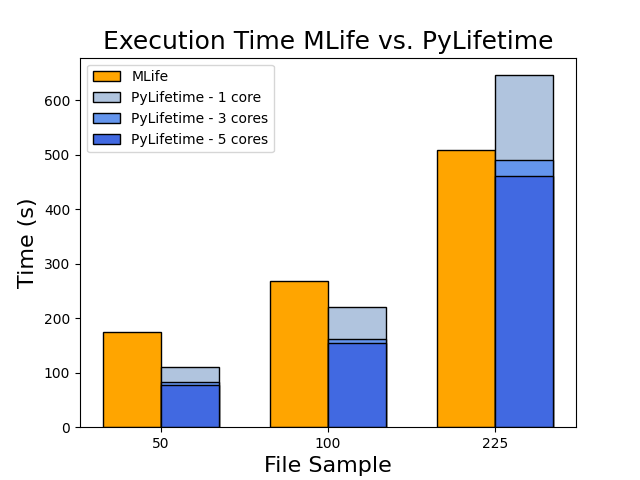 Execution Time MLife vs. PyLifetime
MLife
PyLifetime - 1 core
PyLifetime - 3 cores
PyLifetime - 5 cores
Time (s)
600
500
400
300
200
100
0
50 100 225
File Sample